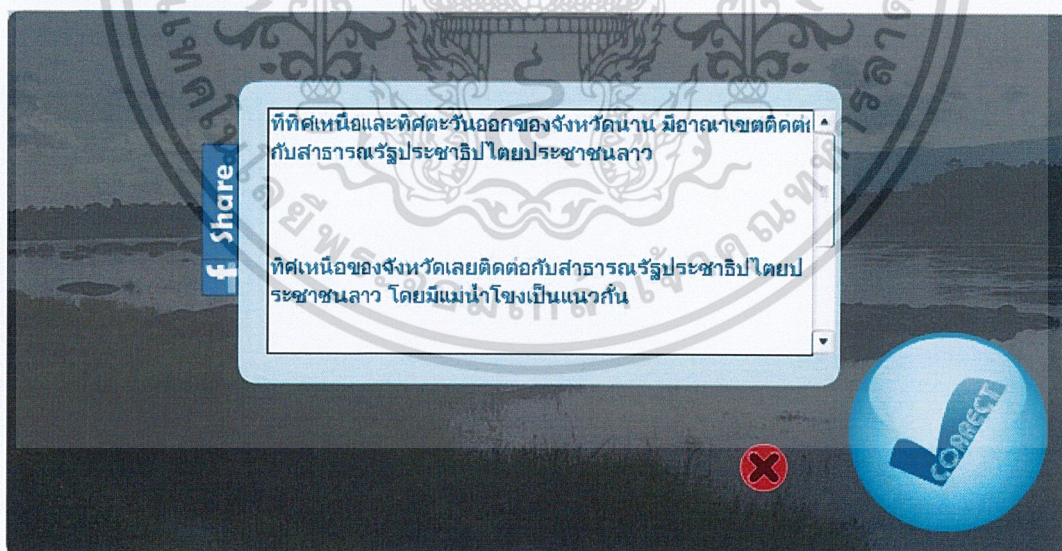 ที่ทิศเหนือและทิศตะวันออกของจังหวัดน่าน มีอาณาเขตติดต่อ
กับสาธารณรัฐประชาธิปไตยประชาชนลาว
ทิศเหนือของจังหวัดเลยติดต่อกับสาธารณรัฐประชาธิปไตยป
ระชาชนลาว โดยมีแม่น้ำโขงเป็นแนวกั้น
f Share
CORRECT